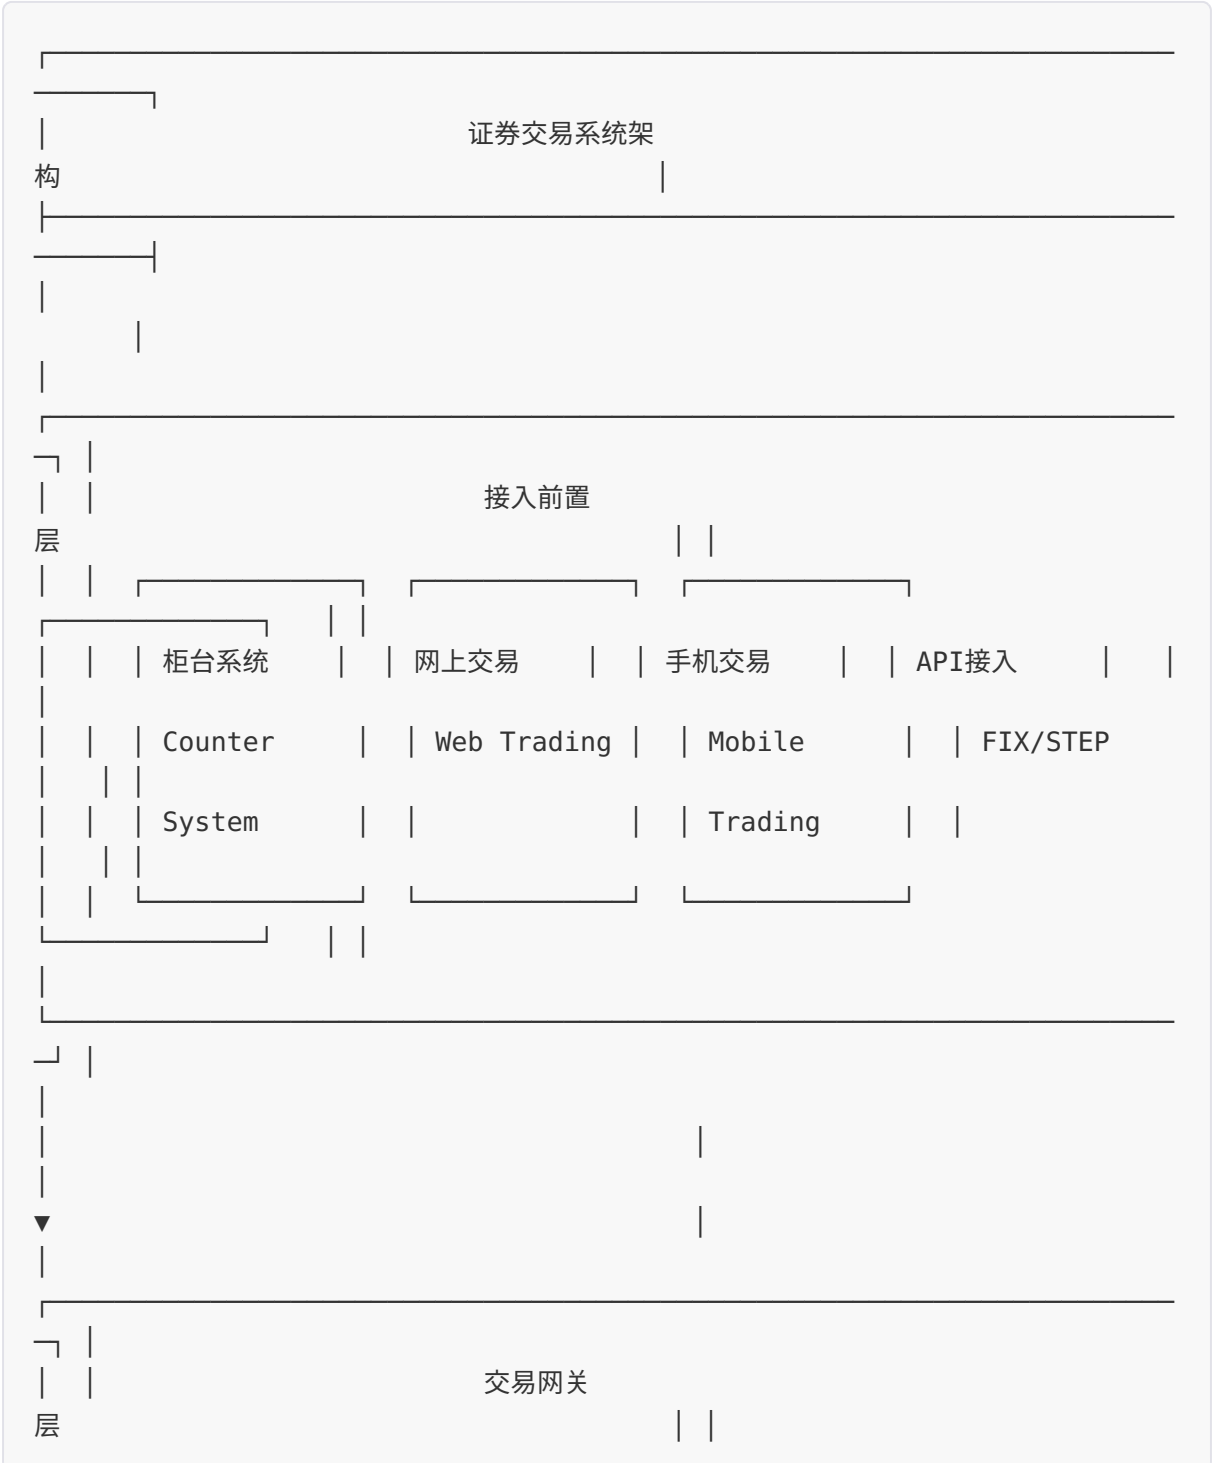 证券交易系统架
构
接入前置
层
柜台系统 网上交易 手机交易 API接入
Counter Web Trading Mobile FIX/STEP
System Trading
交易网关
层